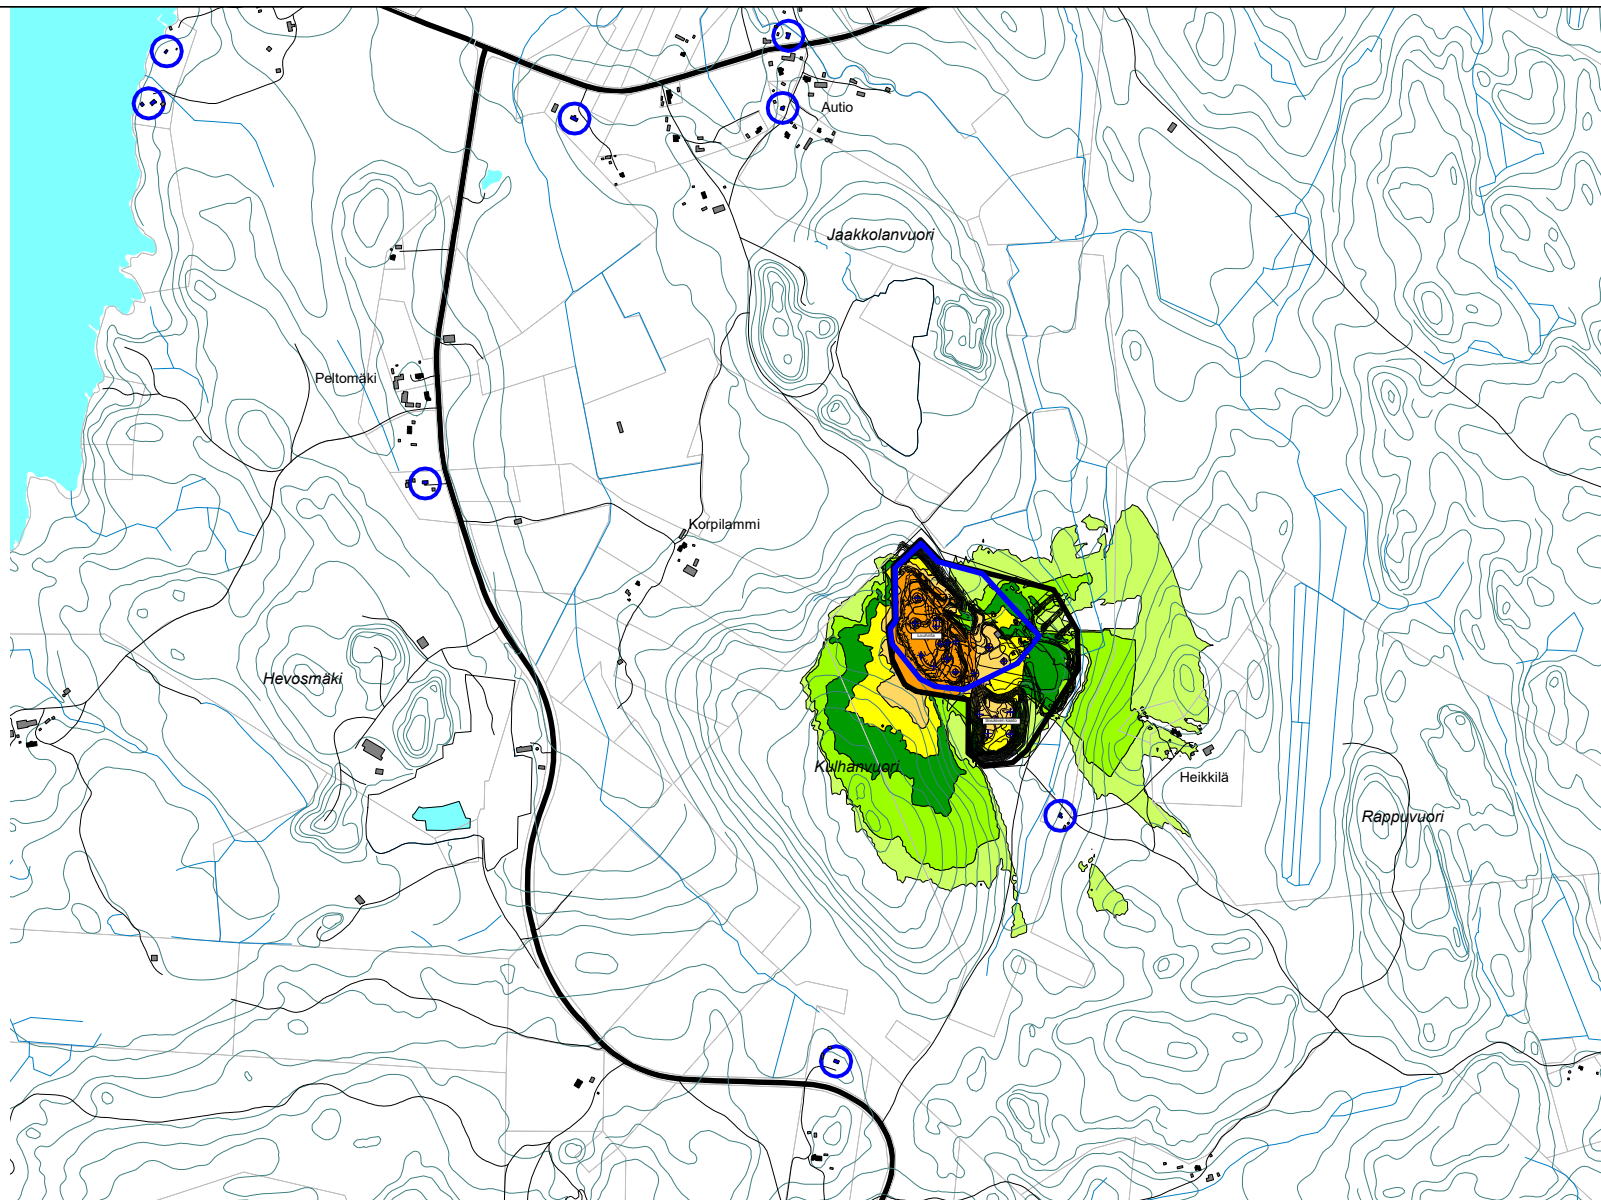 Autio
Jaakkolanvuori
Peltomäki
Korpilammi
Hevosmäki
Kulhanvuori
Heikkilä
Rappuvuori